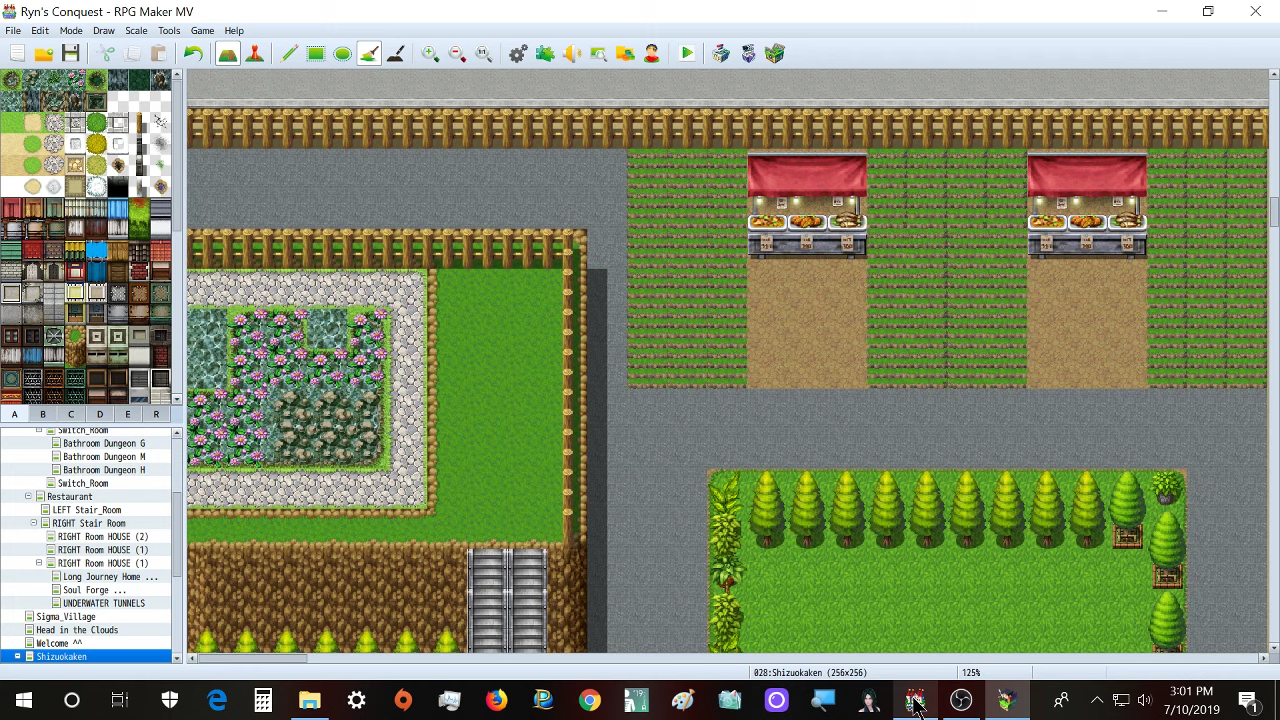 Ryn's Conquest - RPG Maker MV
File Edit Mode Draw Scale Tools Game Help
A B C D E R
Switch_Room
Bathroom Dungeon G
Bathroom Dungeon M
Bathroom Dungeon H
Switch_Room
Restaurant
LEFT Stair_Room
RIGHT Stair Room
RIGHT Room HOUSE (2)
RIGHT Room HOUSE (1)
RIGHT Room HOUSE (1)
Long Journey Home ...
Soul Forge ...
UNDERWATER TUNNELS
Sigma_Village
Head in the Clouds
Welcome ^^
Shizuokaken
028:Shizuokaken (256x256) 125%
3:01 PM
7/10/2019